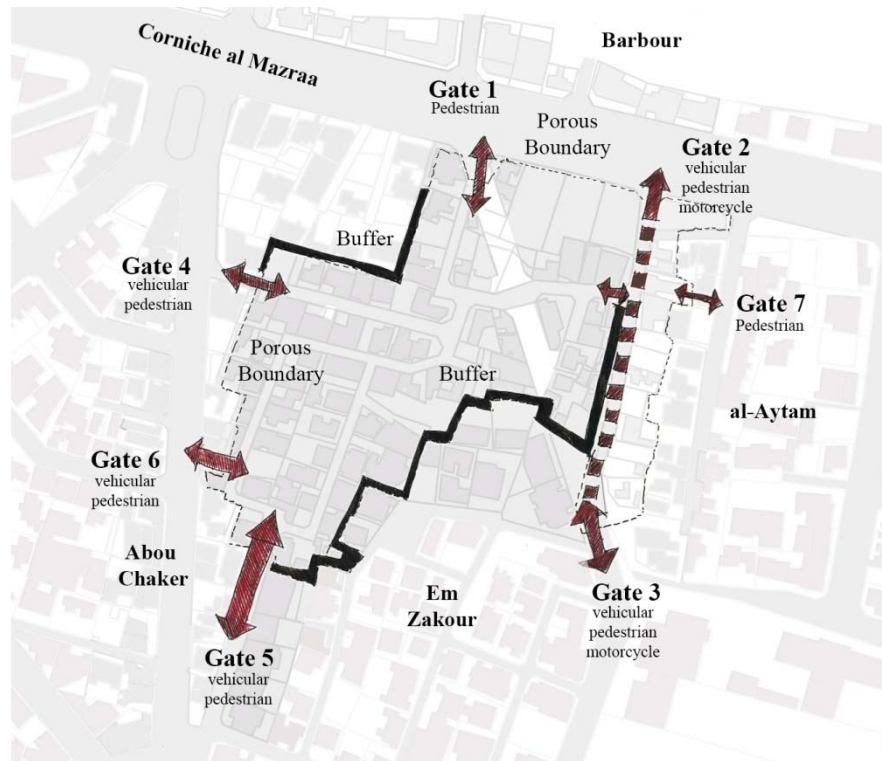 Corniche al Mazraa
Barbour
Gate 1
Pedestrian
Porous
Boundary
Gate 2
vehicular
pedestrian
motorcycle
Buffer
Gate 4
vehicular
pedestrian
Gate 7
Pedestrian
Porous
Boundary
Buffer
al-Aytam
Gate 6
vehicular
pedestrian
Abou
Chaker
Em
Zakour
Gate 3
vehicular
pedestrian
motorcycle
Gate 5
vehicular
pedestrian